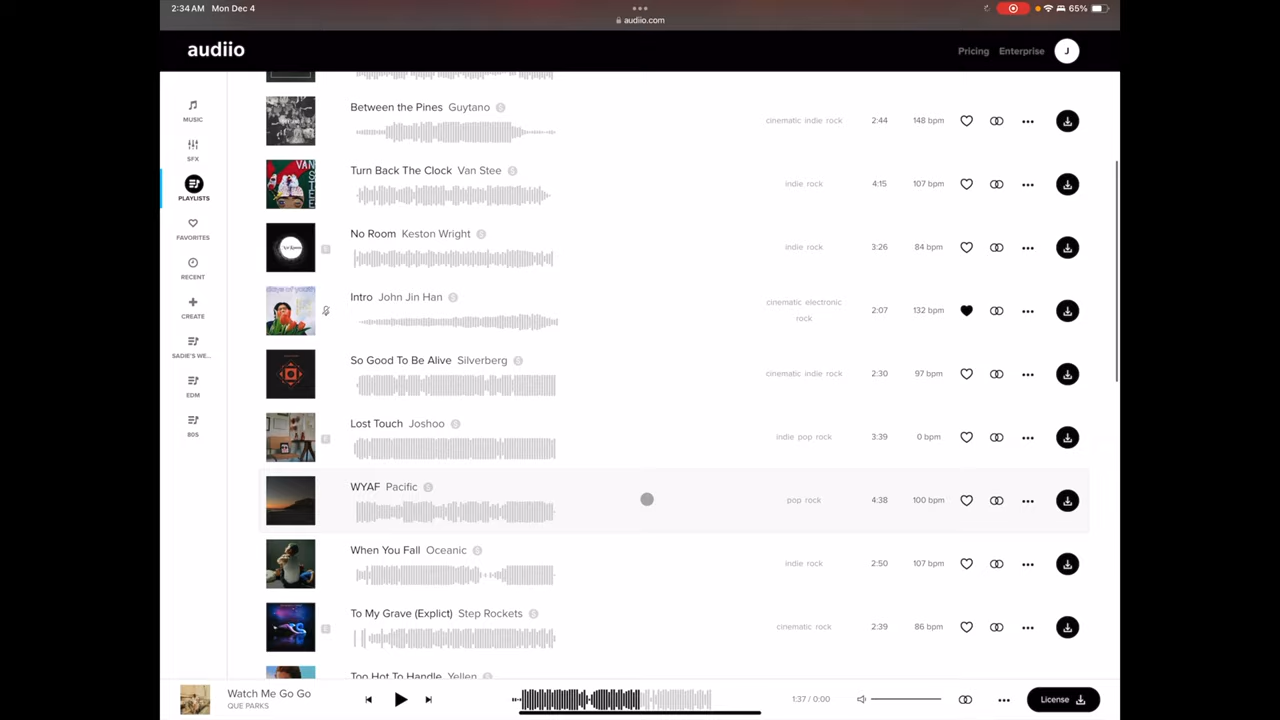 2:34 AM Mon Dec 4
65%
audiio.com
audiio
Pricing Enterprise J
MUSIC
SFX
PLAYLISTS
FAVORITES
RECENT
CREATE
SADIE'S WE...
EDM
80S
Between the Pines Guytano S
cinematic indie rock 2:44 148 bpm
Turn Back The Clock Van Stee S
indie rock 4:15 107 bpm
No Room Keston Wright S
E indie rock 3:26 84 bpm
Intro John Jin Han S
cinematic electronic
rock
2:07 132 bpm
So Good To Be Alive Silverberg S
cinematic indie rock 2:30 97 bpm
Lost Touch Joshoo S
E indie pop rock 3:39 0 bpm
WYAF Pacific S
pop rock 4:38 100 bpm
When You Fall Oceanic S
indie rock 2:50 107 bpm
To My Grave (Explict) Step Rockets S
E cinematic rock 2:39 86 bpm
Too Hot To Handle Yellen S
Watch Me Go Go
QUE PARKS
1:37 / 0:00
License